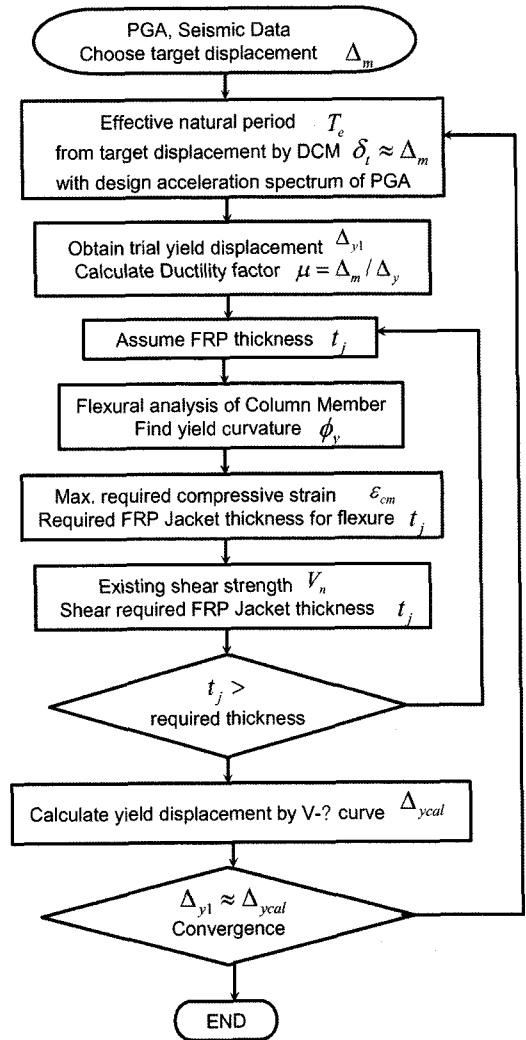 PGA, Seismic Data
Choose target displacement Δm
Effective natural period Te
from target displacement by DCM δt ≈ Δm
with design acceleration spectrum of PGA
Obtain trial yield displacement Δy1
Calculate Ductility factor μ = Δm / Δy
Assume FRP thickness tj
Flexural analysis of Column Member
Find yield curvature ϕy
Max. required compressive strain εcm
Required FRP Jacket thickness for flexure tj
Existing shear strength Vn
Shear required FRP Jacket thickness tj
tj >
required thickness
Calculate yield displacement by V-? curve Δycal
Δy1 ≈ Δycal
Convergence
END